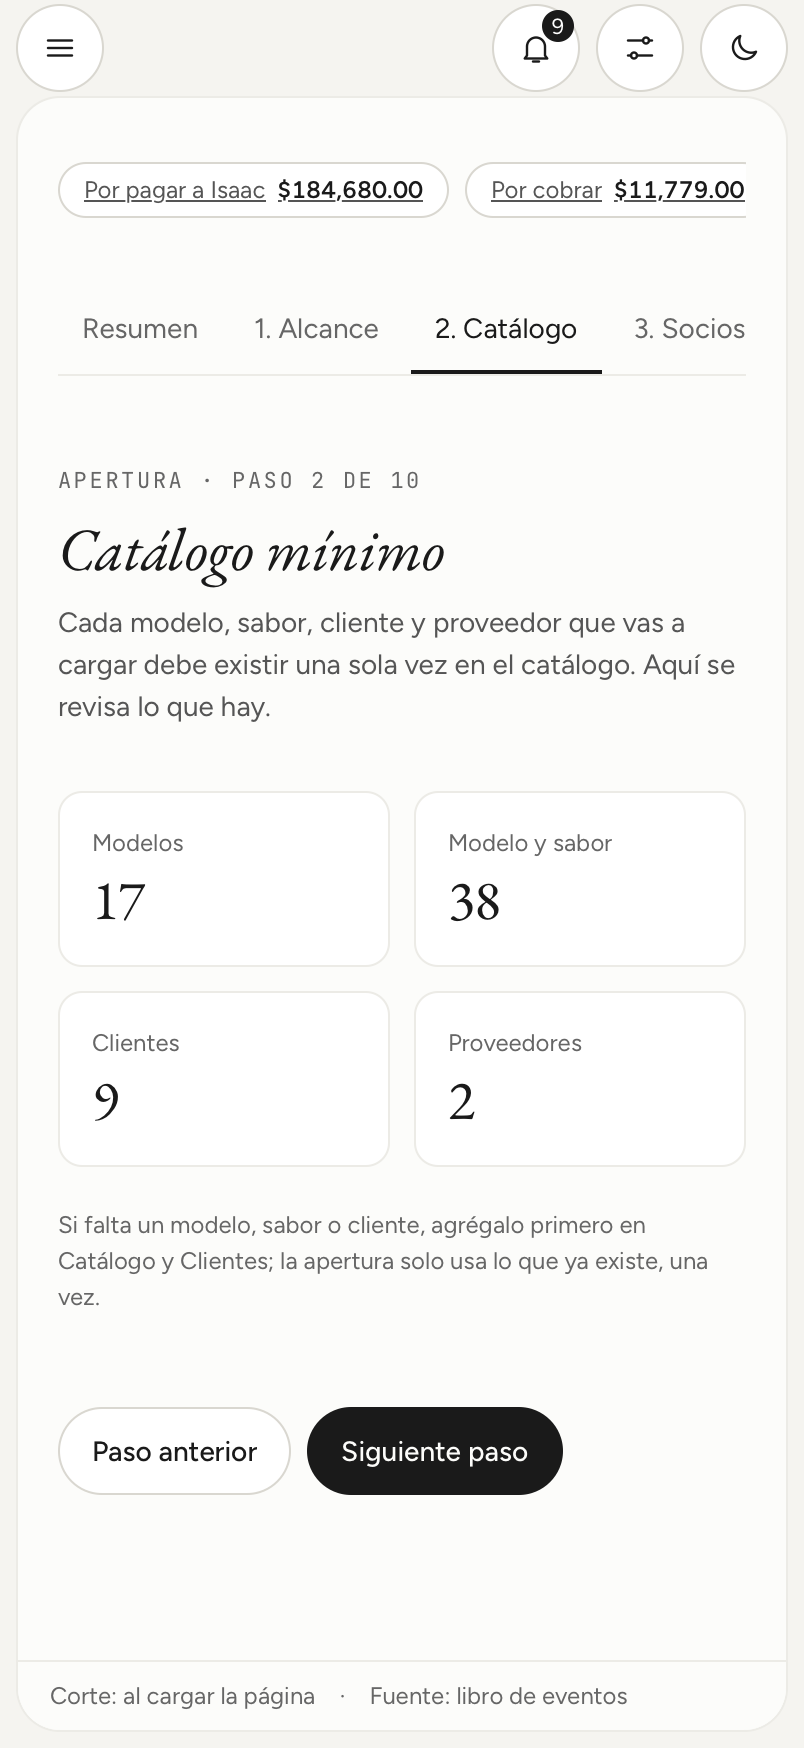 9
Por pagar a Isaac $184,680.00 Por cobrar $11,779.00
Resumen 1. Alcance 2. Catálogo 3. Socios
APERTURA · PASO 2 DE 10
Catálogo mínimo
Cada modelo, sabor, cliente y proveedor que vas a
cargar debe existir una sola vez en el catálogo. Aquí se
revisa lo que hay.
Modelos
17
Modelo y sabor
38
Clientes
9
Proveedores
2
Si falta un modelo, sabor o cliente, agrégalo primero en
Catálogo y Clientes; la apertura solo usa lo que ya existe, una
vez.
Paso anterior Siguiente paso
Corte: al cargar la página · Fuente: libro de eventos